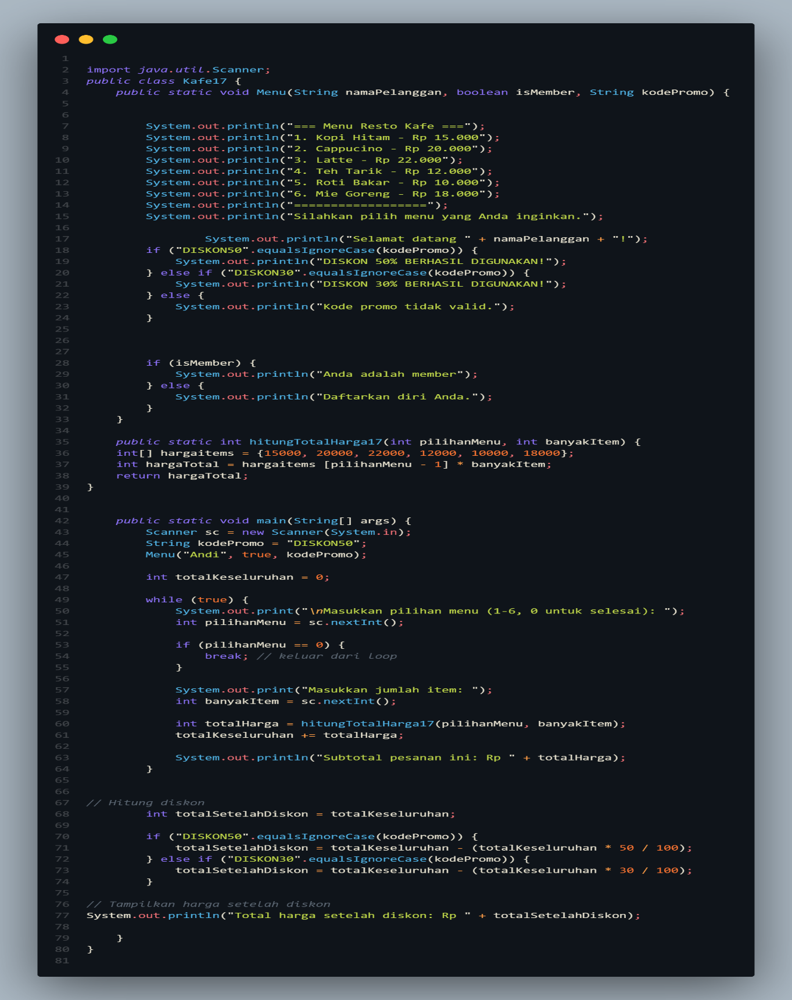 1
2 import java.util.Scanner;
3 public class Kafe17 {
4     public static void Menu(String namaPelanggan, boolean isMember, String kodePromo) {
5
6
7         System.out.println("=== Menu Resto Kafe ===");
8         System.out.println("1. Kopi Hitam - Rp 15.000");
9         System.out.println("2. Cappucino - Rp 20.000");
10         System.out.println("3. Latte - Rp 22.000");
11         System.out.println("4. Teh Tarik - Rp 12.000");
12         System.out.println("5. Roti Bakar - Rp 10.000");
13         System.out.println("6. Mie Goreng - Rp 18.000");
14         System.out.println("==================");
15         System.out.println("Silahkan pilih menu yang Anda inginkan.");
16
17                 System.out.println("Selamat datang " + namaPelanggan + "!");
18         if ("DISKON50".equalsIgnoreCase(kodePromo)) {
19             System.out.println("DISKON 50% BERHASIL DIGUNAKAN!");
20         } else if ("DISKON30".equalsIgnoreCase(kodePromo)) {
21             System.out.println("DISKON 30% BERHASIL DIGUNAKAN!");
22         } else {
23             System.out.println("Kode promo tidak valid.");
24         }
25
26
27
28         if (isMember) {
29             System.out.println("Anda adalah member");
30         } else {
31             System.out.println("Daftarkan diri Anda.");
32         }
33     }
34
35     public static int hitungTotalHarga17(int pilihanMenu, int banyakItem) {
36     int[] hargaitems = {15000, 20000, 22000, 12000, 10000, 18000};
37     int hargaTotal = hargaitems [pilihanMenu - 1] * banyakItem;
38     return hargaTotal;
39 }
40
41
42     public static void main(String[] args) {
43         Scanner sc = new Scanner(System.in);
44         String kodePromo = "DISKON50";
45         Menu("Andi", true, kodePromo);
46
47         int totalKeseluruhan = 0;
48
49         while (true) {
50             System.out.print("\nMasukkan pilihan menu (1-6, 0 untuk selesai): ");
51             int pilihanMenu = sc.nextInt();
52
53             if (pilihanMenu == 0) {
54                 break; // keluar dari loop
55             }
56
57             System.out.print("Masukkan jumlah item: ");
58             int banyakItem = sc.nextInt();
59
60             int totalHarga = hitungTotalHarga17(pilihanMenu, banyakItem);
61             totalKeseluruhan += totalHarga;
62
63             System.out.println("Subtotal pesanan ini: Rp " + totalHarga);
64         }
65
66
67 // Hitung diskon
68         int totalSetelahDiskon = totalKeseluruhan;
69
70         if ("DISKON50".equalsIgnoreCase(kodePromo)) {
71             totalSetelahDiskon = totalKeseluruhan - (totalKeseluruhan * 50 / 100);
72         } else if ("DISKON30".equalsIgnoreCase(kodePromo)) {
73             totalSetelahDiskon = totalKeseluruhan - (totalKeseluruhan * 30 / 100);
74         }
75
76 // Tampilkan harga setelah diskon
77 System.out.println("Total harga setelah diskon: Rp " + totalSetelahDiskon);
78
79     }
80 }
81